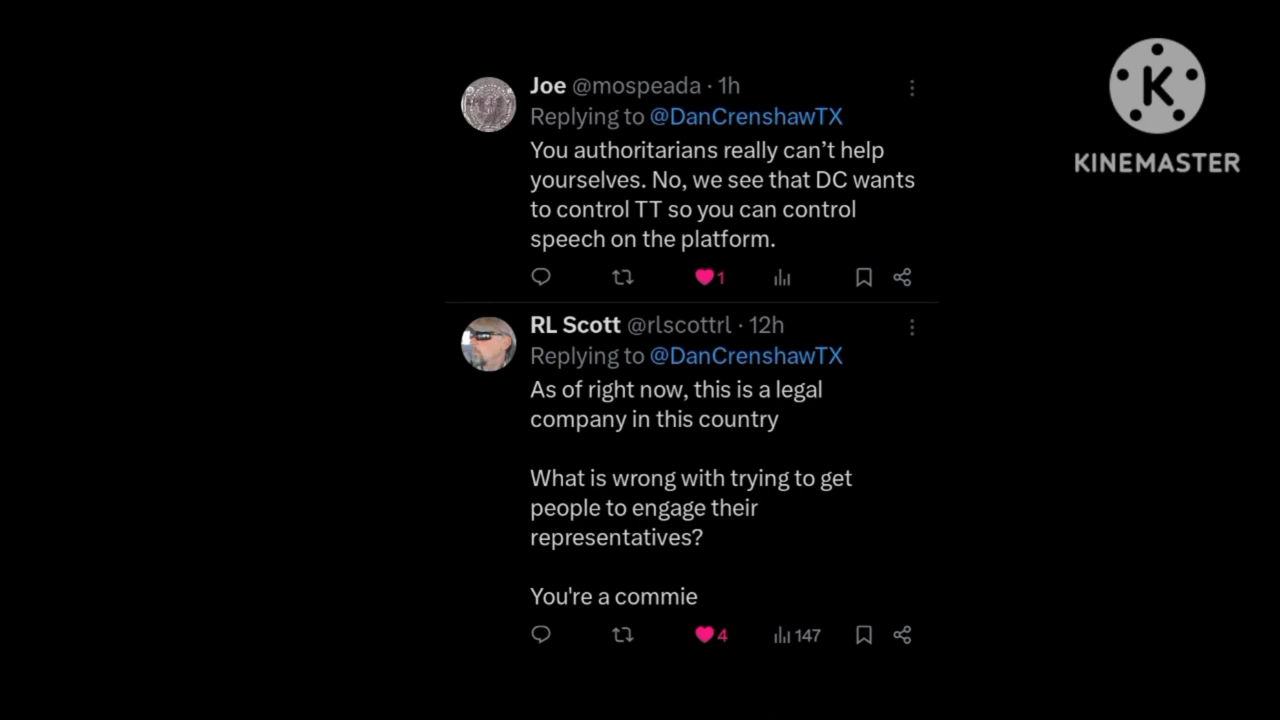 Joe @mospeada · 1h
Replying to @DanCrenshawTX
You authoritarians really can’t help
yourselves. No, we see that DC wants
to control TT so you can control
speech on the platform.
1
RL Scott @rlscottrl · 12h
Replying to @DanCrenshawTX
As of right now, this is a legal
company in this country
What is wrong with trying to get
people to engage their
representatives?
You're a commie
4 147
K
KINEMASTER